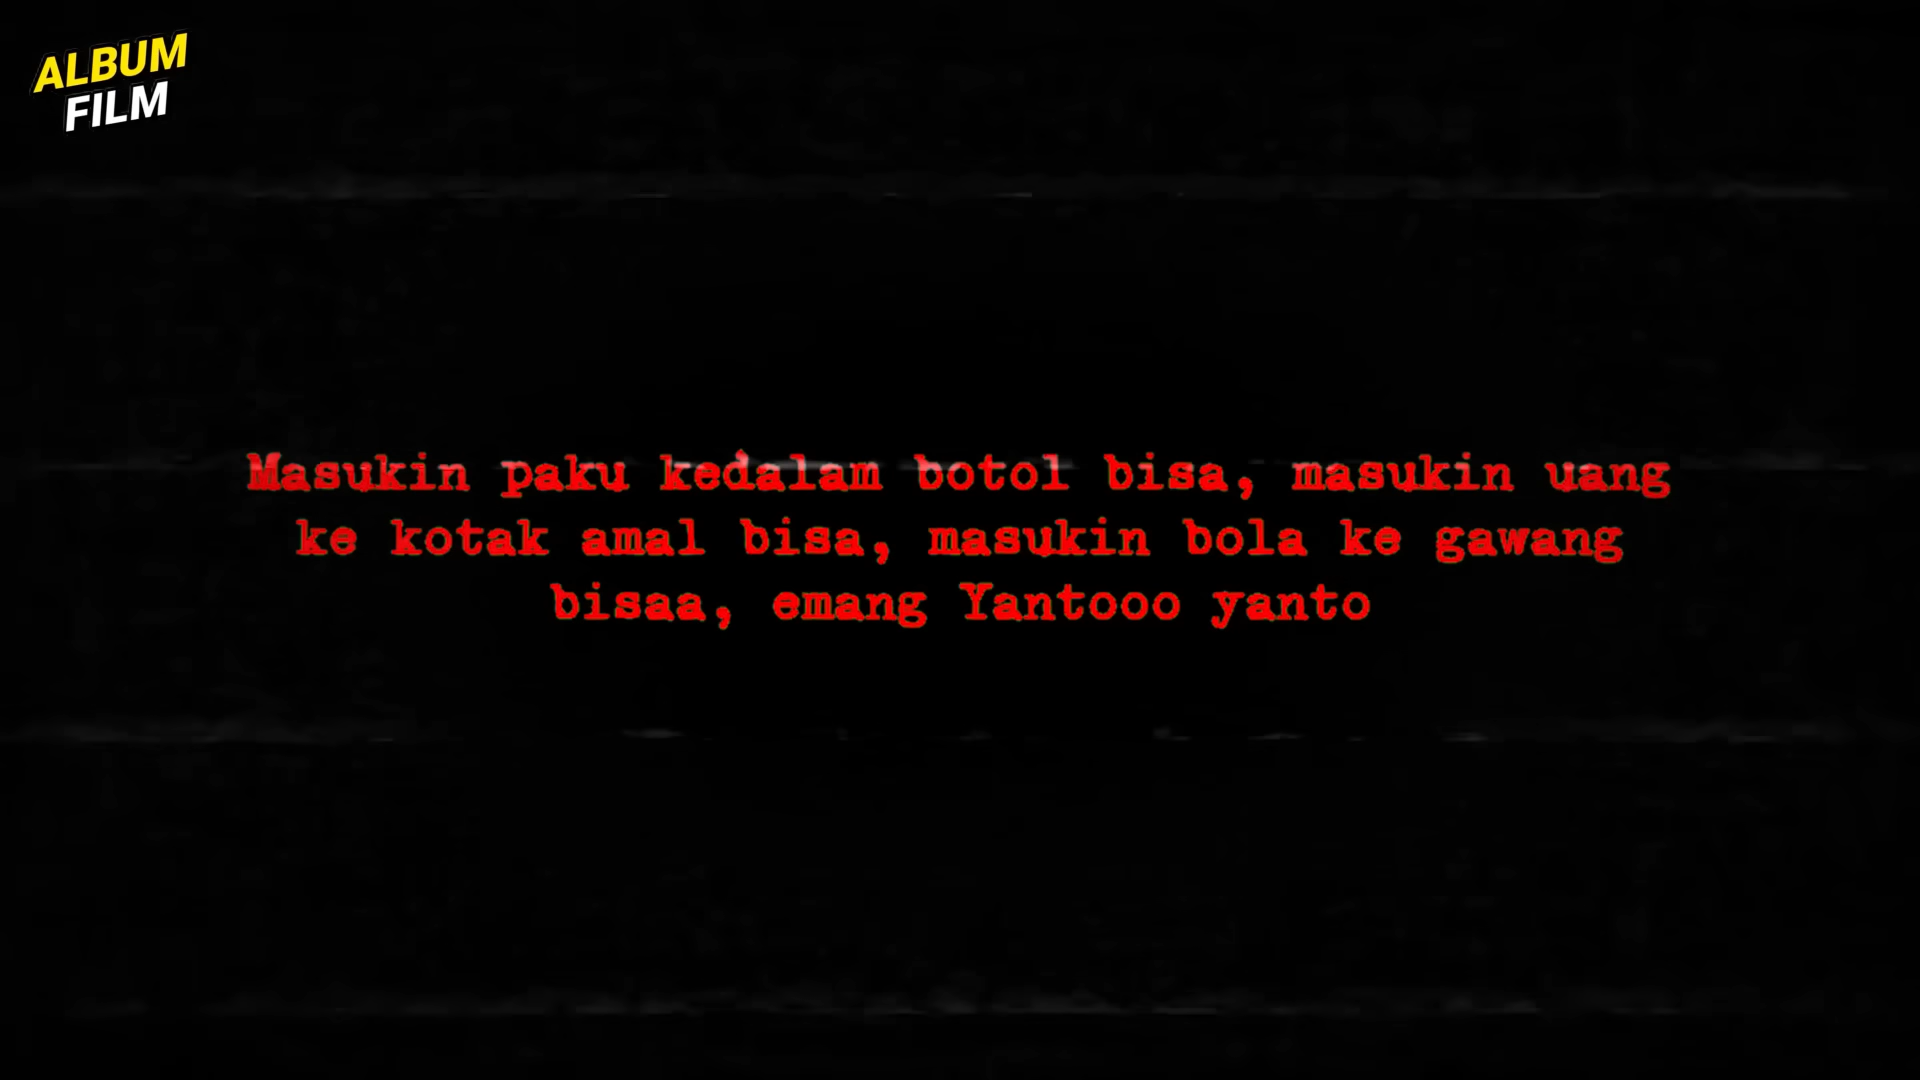 ALBUM
FILM
Masukin paku kedalam botol bisa, masukin uang
ke kotak amal bisa, masukin bola ke gawang
bisaa, emang Yantooo yanto